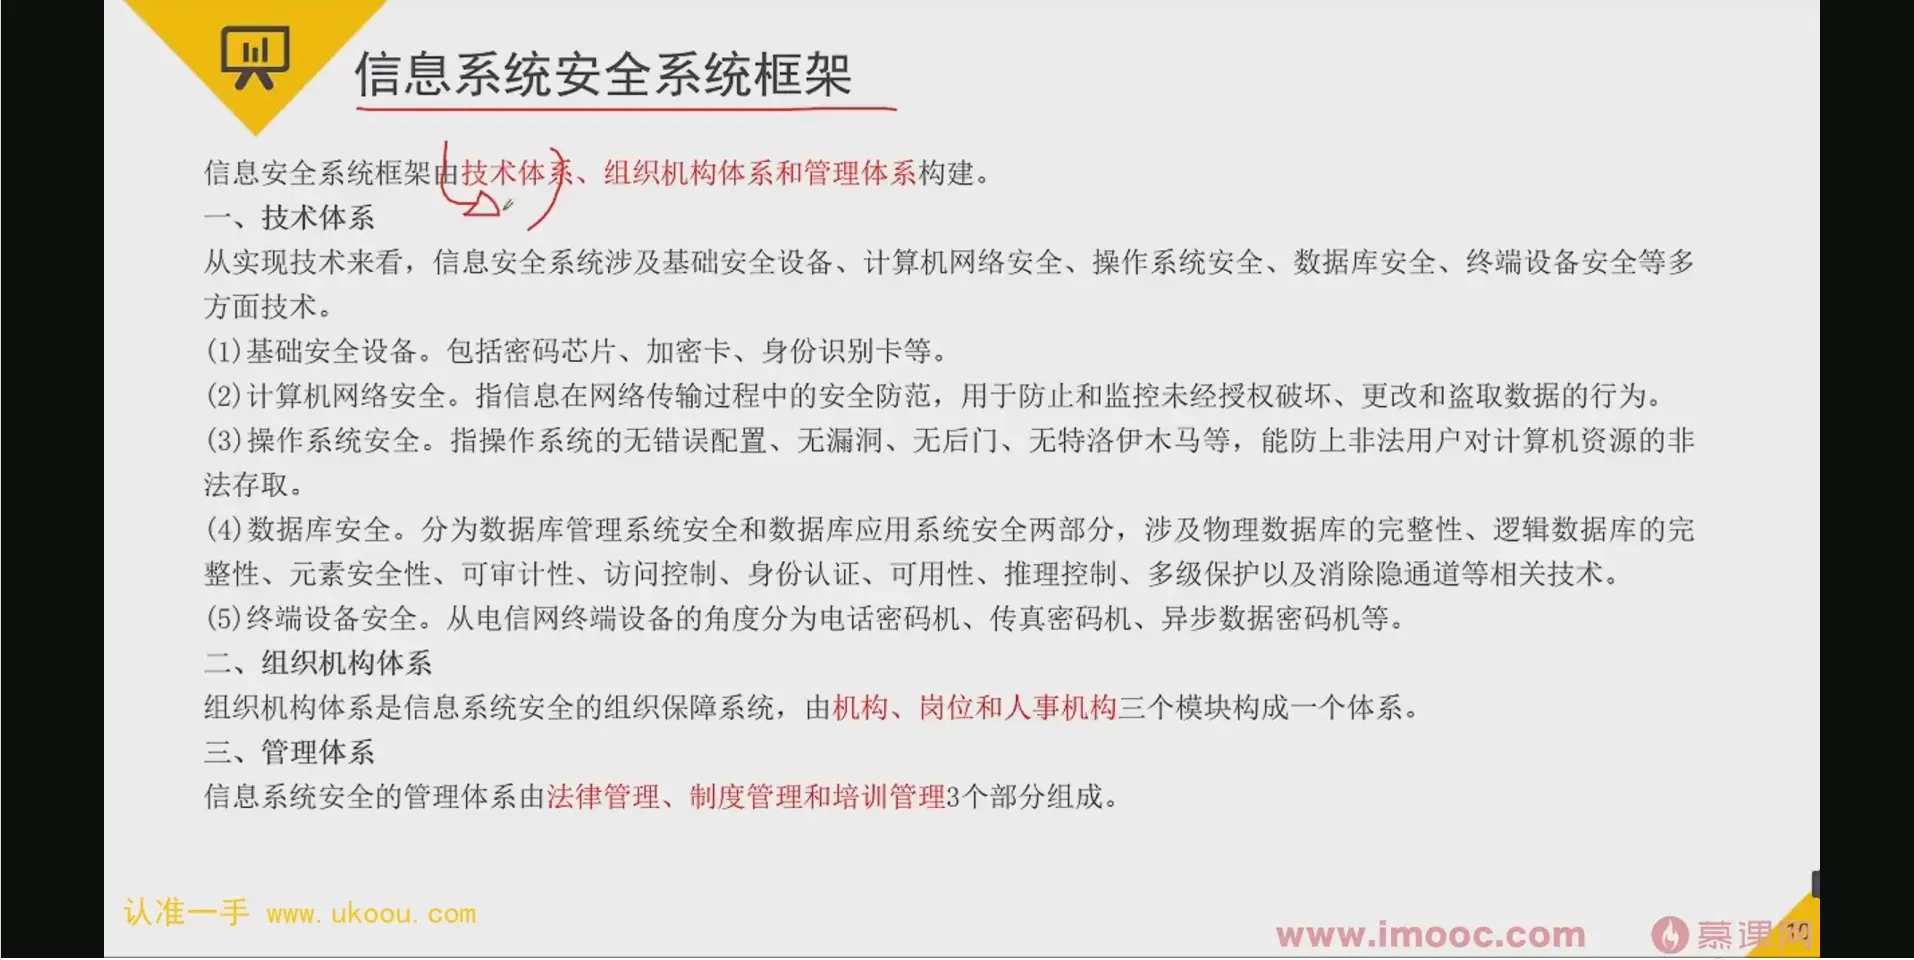 信息系统安全系统框架
信息安全系统框架由技术体系、组织机构体系和管理体系构建。
一、技术体系
从实现技术来看，信息安全系统涉及基础安全设备、计算机网络安全、操作系统安全、数据库安全、终端设备安全等多
方面技术。
(1)基础安全设备。包括密码芯片、加密卡、身份识别卡等。
(2)计算机网络安全。指信息在网络传输过程中的安全防范，用于防止和监控未经授权破坏、更改和盗取数据的行为。
(3)操作系统安全。指操作系统的无错误配置、无漏洞、无后门、无特洛伊木马等，能防上非法用户对计算机资源的非
法存取。
(4)数据库安全。分为数据库管理系统安全和数据库应用系统安全两部分，涉及物理数据库的完整性、逻辑数据库的完
整性、元素安全性、可审计性、访问控制、身份认证、可用性、推理控制、多级保护以及消除隐通道等相关技术。
(5)终端设备安全。从电信网终端设备的角度分为电话密码机、传真密码机、异步数据密码机等。
二、组织机构体系
组织机构体系是信息系统安全的组织保障系统，由机构、岗位和人事机构三个模块构成一个体系。
三、管理体系
信息系统安全的管理体系由法律管理、制度管理和培训管理3个部分组成。
认准一手 www.ukoou.com
www.imooc.com 慕课网
10